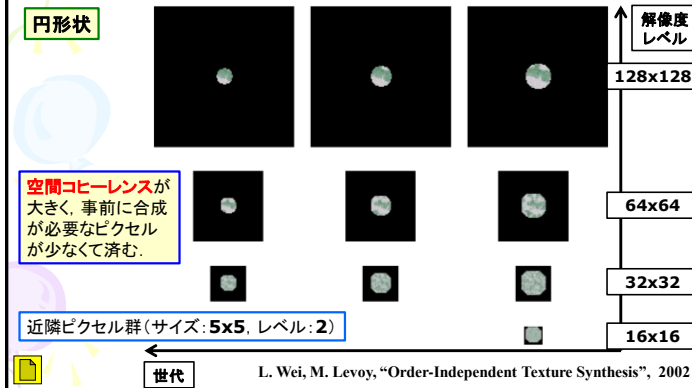 円形状
解像度
レベル
128x128
空間コヒーレンスが
大きく, 事前に合成
が必要なピクセル
が少なくて済む.
64x64
32x32
近隣ピクセル群(サイズ:5x5, レベル:2)
16x16
世代
L. Wei, M. Levoy, “Order-Independent Texture Synthesis”, 2002